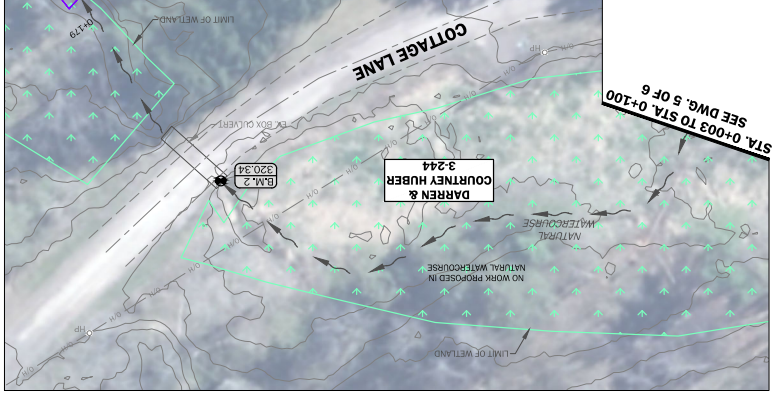 STA. 0+003 TO STA. 0+100
SEE DWG. 5 OF 6
LIMIT OF WETLAND
NO WORK PROPOSED IN
NATURAL WATERCOURSE
HP
H/O
H/O
H/O
NATURAL
WATERCOURSE
DARREN &
COURTNEY HUBER
3-244
B.M. 2
320.34
H/O
H/O
H/O
EX. BOX CULVERT
COTTAGE LANE
HP
H/O
H/O
LIMIT OF WETLAND
0+179